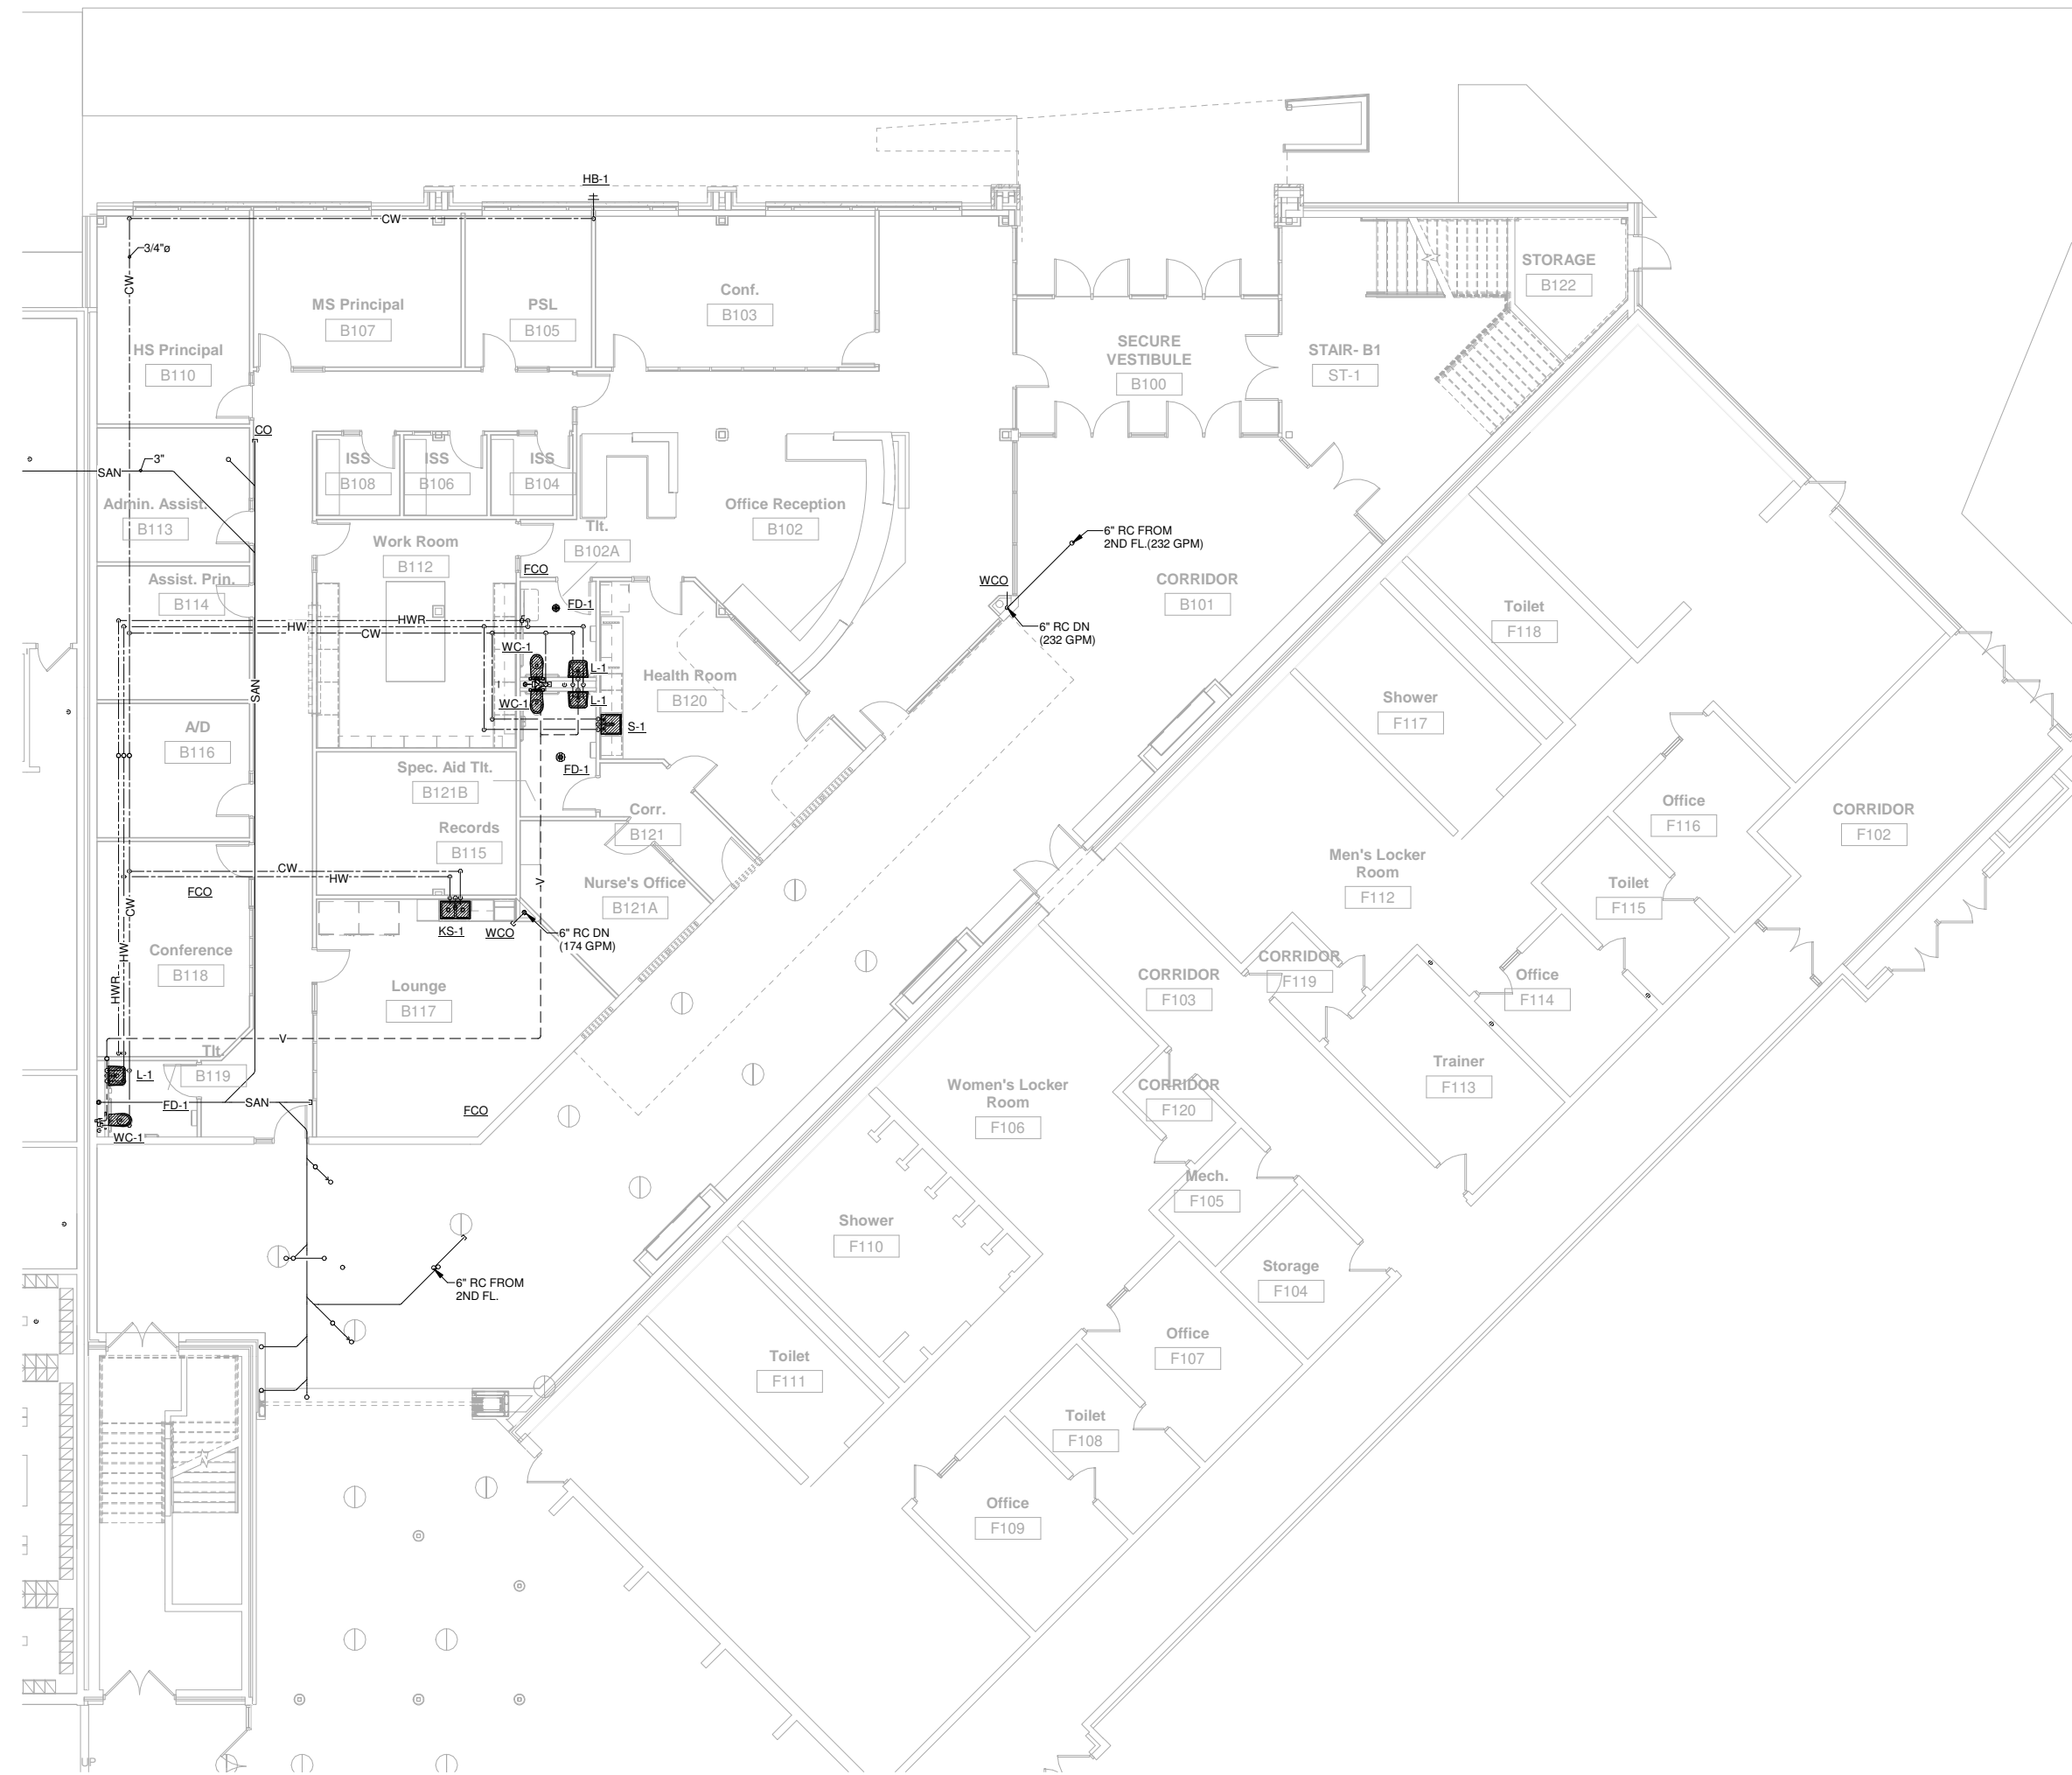 HB-1
CW
3/4"ø
CW
STORAGE
B122
Conf.
B103
MS Principal
B107
PSL
B105
SECURE
VESTIBULE
B100
STAIR- B1
ST-1
HS Principal
B110
CO
3"
SAN
ISS
B108
ISS
B106
ISS
B104
Admin. Assist.
B113
Office Reception
B102
Tlt.
B102A
Work Room
B112
6" RC FROM
2ND FL.(232 GPM)
FCO
WCO
CORRIDOR
B101
Assist. Prin.
B114
FD-1
Toilet
F118
HWR
HW
CW
6" RC DN
(232 GPM)
WC-1
L-1
Health Room
B120
SAN
WC-1
L-1
Shower
F117
A/D
B116
S-1
Spec. Aid Tlt.
B121B
FD-1
Office
F116
CORRIDOR
F102
Corr.
B121
Records
B115
Men's Locker
Room
F112
CW
HW
V
Nurse's Office
B121A
Toilet
F115
FCO
CW
KS-1
WCO
6" RC DN
(174 GPM)
Conference
B118
HW
HWR
CORRIDOR
F119
CORRIDOR
F103
Office
F114
Lounge
B117
V
Tlt.
B119
L-1
Trainer
F113
Women's Locker
Room
F106
CORRIDOR
F120
FD-1
SAN
FCO
WC-1
Mech.
F105
Shower
F110
Storage
F104
6" RC FROM
2ND FL.
Office
F107
Toilet
F111
Toilet
F108
Office
F109
UP